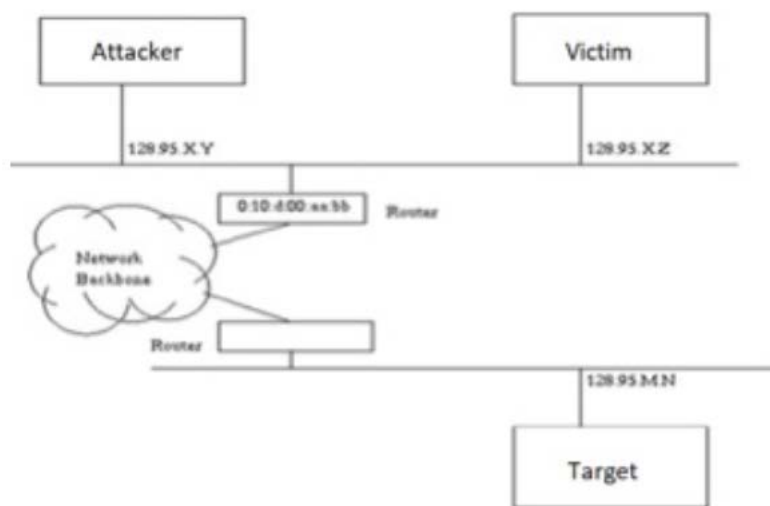 Attacker
Victim
128.95.X.Y
128.95.X.Z
0:10:d:00:aa:bb
Router
Network
Backbone
Router
128.95.M.N
Target